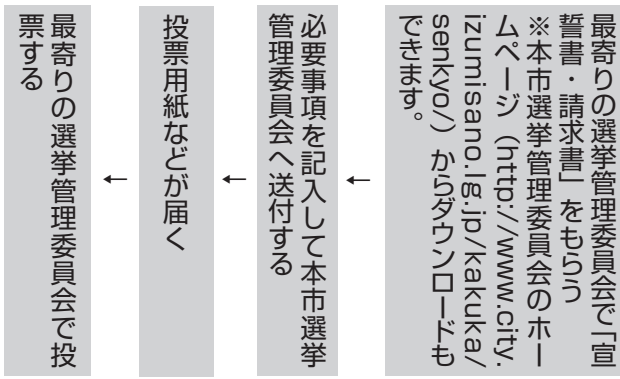 最寄りの選挙管理委員会で「宣
誓書・請求書」をもらう
※本市選挙管理委員会のホー
ムページ（http://www.city.
izumisano.lg.jp/kakuka/
senkyo/）からダウンロードも
できます。
←
必要事項を記入して本市選挙
管理委員会へ送付する
←
投票用紙などが届く
←
最寄りの選挙管理委員会で投
票する